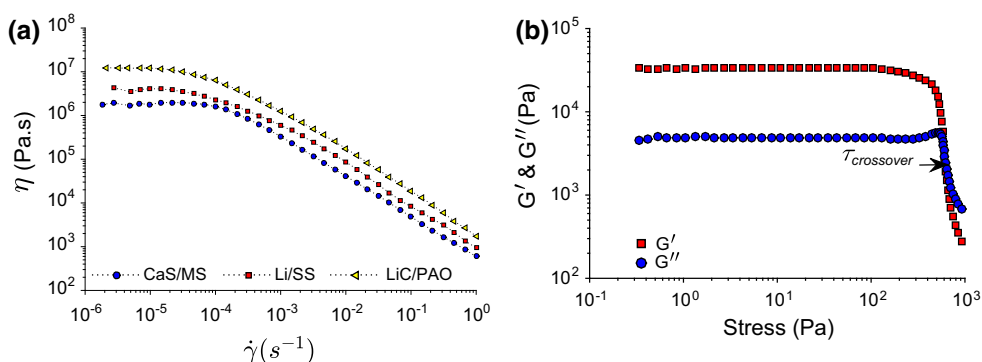 (a)
η (Pa.s)
10^8
10^7
10^6
10^5
10^4
10^3
10^2
CaS/MS Li/SS LiC/PAO
10^-6 10^-5 10^-4 10^-3 10^-2 10^-1 10^0
γ̇(s^-1)
(b)
G' & G'' (Pa)
10^5
10^4
10^3
10^2
τcrossover
G'
G''
10^-1 10^0 10^1 10^2 10^3
Stress (Pa)